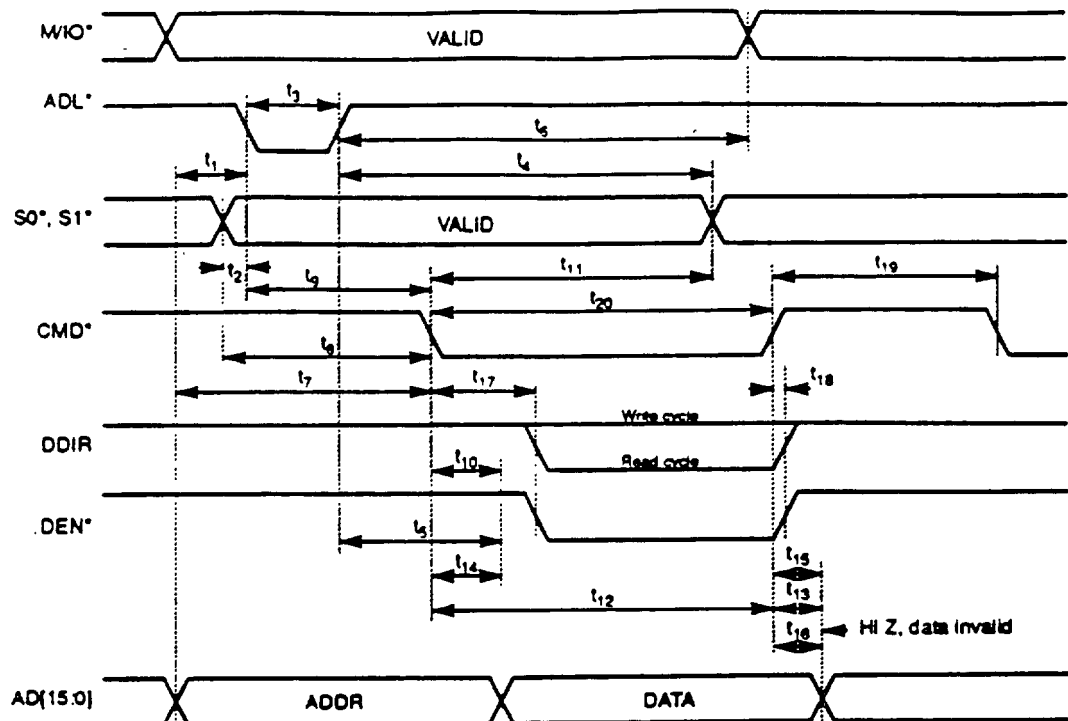 M/IO*
VALID
ADL*
t3
t6
t1
t4
S0*, S1*
VALID
t2
t9
t11
t19
t20
CMD*
t8
t7
t17
t18
Write cycle
DDIR
Read cycle
t10
.DEN*
t5
t14
t15
t12
t13
t16
HI Z, data invalid
AD[15:0]
ADDR
DATA